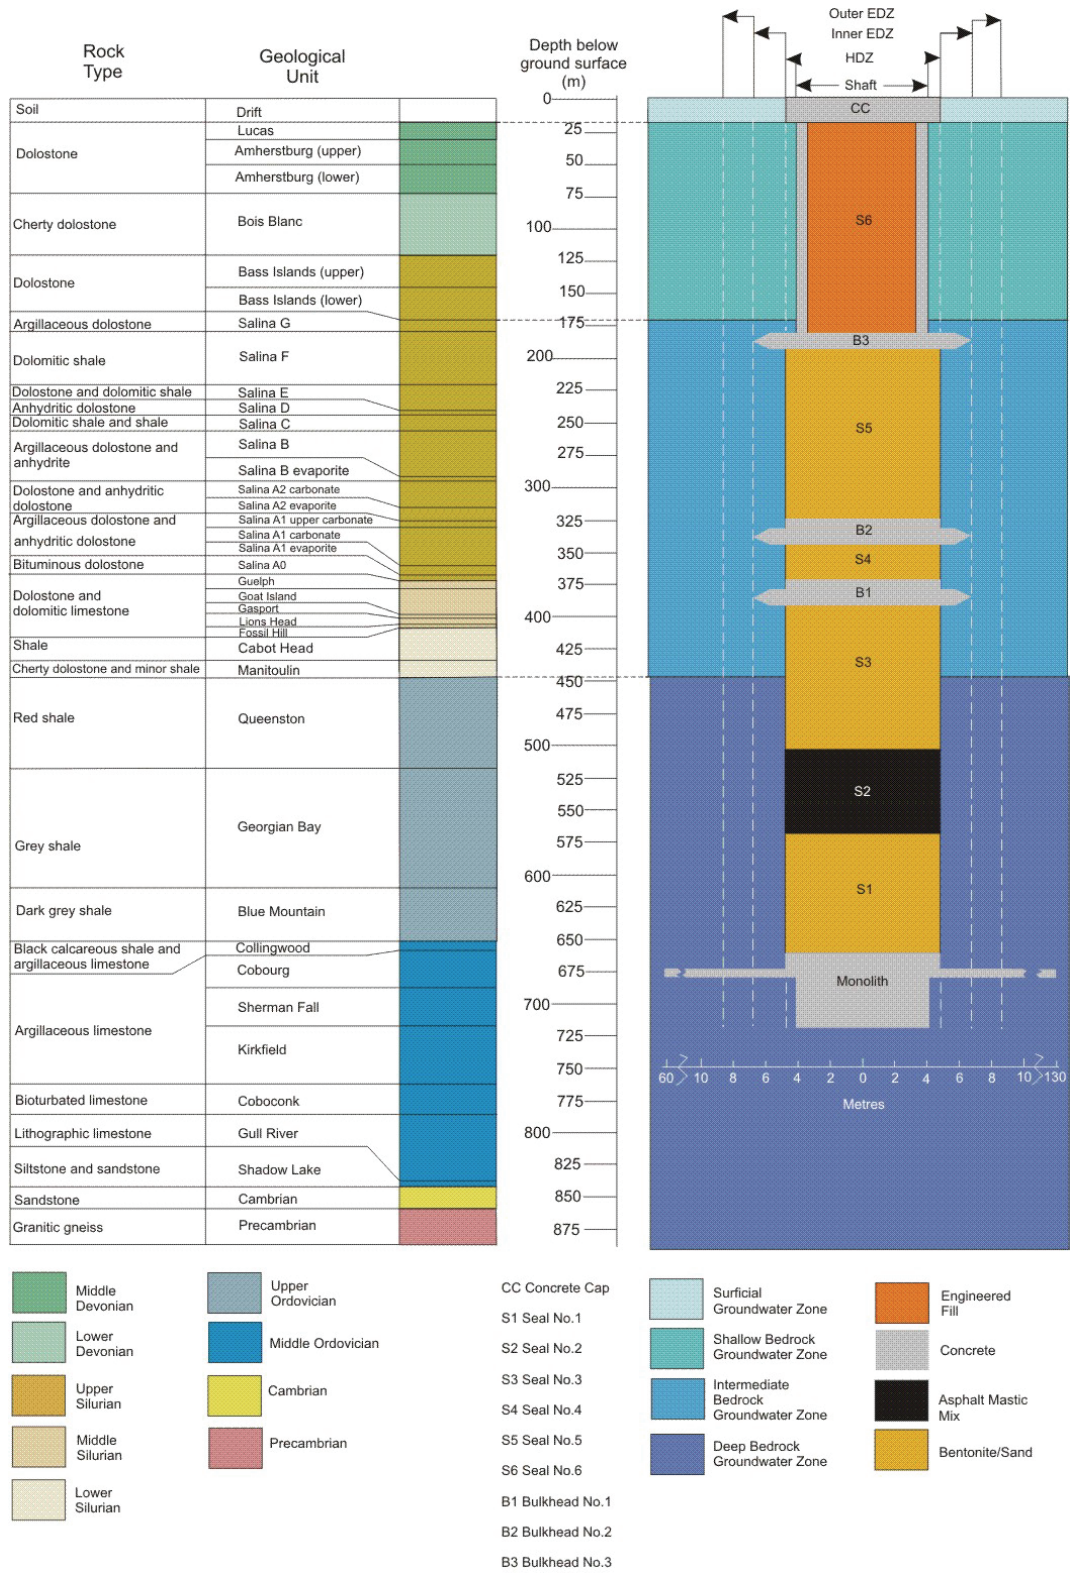 Rock
Type
Geological
Unit
Depth below
ground surface
(m)
Outer EDZ
Inner EDZ
HDZ
Shaft
Soil
Drift
Dolostone
Lucas
Amherstburg (upper)
Amherstburg (lower)
Cherty dolostone
Bois Blanc
Dolostone
Bass Islands (upper)
Bass Islands (lower)
Argillaceous dolostone
Salina G
Dolomitic shale
Salina F
Dolostone and dolomitic shale
Salina E
Anhydritic dolostone
Salina D
Dolomitic shale and shale
Salina C
Argillaceous dolostone and
anhydrite
Salina B
Salina B evaporite
Dolostone and anhydritic
dolostone
Salina A2 carbonate
Salina A2 evaporite
Argillaceous dolostone and
anhydritic dolostone
Salina A1 upper carbonate
Salina A1 carbonate
Salina A1 evaporite
Bituminous dolostone
Salina A0
Dolostone and
dolomitic limestone
Guelph
Goat Island
Gasport
Lions Head
Fossil Hill
Shale
Cabot Head
Cherty dolostone and minor shale
Manitoulin
Red shale
Queenston
Grey shale
Georgian Bay
Dark grey shale
Blue Mountain
Black calcareous shale and
argillaceous limestone
Collingwood
Cobourg
Argillaceous limestone
Sherman Fall
Kirkfield
Bioturbated limestone
Coboconk
Lithographic limestone
Gull River
Siltstone and sandstone
Shadow Lake
Sandstone
Cambrian
Granitic gneiss
Precambrian
0
25
50
75
100
125
150
175
200
225
250
275
300
325
350
375
400
425
450
475
500
525
550
575
600
625
650
675
700
725
750
775
800
825
850
875
CC
S6
B3
S5
B2
S4
B1
S3
S2
S1
Monolith
60 10 8 6 4 2 0 2 4 6 8 10 130
Metres
Middle
Devonian
Lower
Devonian
Upper
Silurian
Middle
Silurian
Lower
Silurian
Upper
Ordovician
Middle Ordovician
Cambrian
Precambrian
CC Concrete Cap
S1 Seal No.1
S2 Seal No.2
S3 Seal No.3
S4 Seal No.4
S5 Seal No.5
S6 Seal No.6
B1 Bulkhead No.1
B2 Bulkhead No.2
B3 Bulkhead No.3
Surficial
Groundwater Zone
Shallow Bedrock
Groundwater Zone
Intermediate
Bedrock
Groundwater Zone
Deep Bedrock
Groundwater Zone
Engineered
Fill
Concrete
Asphalt Mastic
Mix
Bentonite/Sand